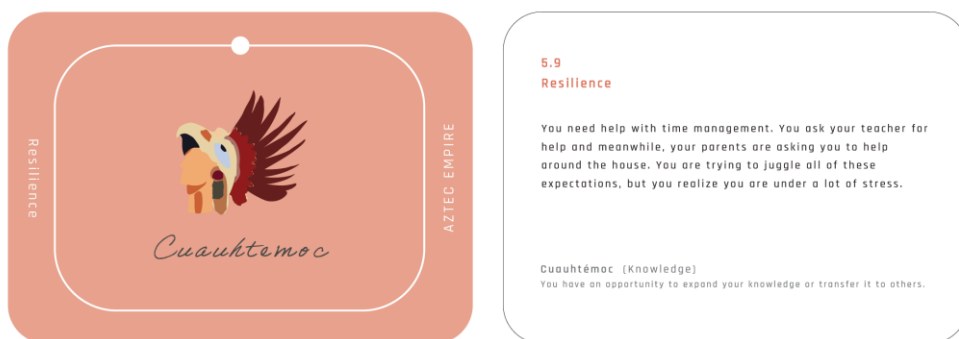 Resilience
Cuauhtemoc
AZTEC EMPIRE
5.9
Resilience
You need help with time management. You ask your teacher for
help and meanwhile, your parents are asking you to help
around the house. You are trying to juggle all of these
expectations, but you realize you are under a lot of stress.
Cuauhtémoc (Knowledge)
You have an opportunity to expand your knowledge or transfer it to others.